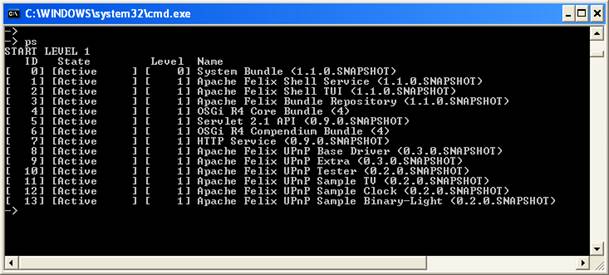 C:\WINDOWS\system32\cmd.exe
->
-> ps
START LEVEL 1
   ID   State         Level  Name
[   0] [Active     ] [    0] System Bundle (1.1.0.SNAPSHOT)
[   1] [Active     ] [    1] Apache Felix Shell Service (1.1.0.SNAPSHOT)
[   2] [Active     ] [    1] Apache Felix Shell TUI (1.1.0.SNAPSHOT)
[   3] [Active     ] [    1] Apache Felix Bundle Repository (1.1.0.SNAPSHOT)
[   4] [Active     ] [    1] OSGi R4 Core Bundle (4)
[   5] [Active     ] [    1] Servlet 2.1 API (0.9.0.SNAPSHOT)
[   6] [Active     ] [    1] OSGi R4 Compendium Bundle (4)
[   7] [Active     ] [    1] HTTP Service (0.9.0.SNAPSHOT)
[   8] [Active     ] [    1] Apache Felix UPnP Base Driver (0.3.0.SNAPSHOT)
[   9] [Active     ] [    1] Apache Felix UPnP Extra (0.3.0.SNAPSHOT)
[  10] [Active     ] [    1] Apache Felix UPnP Tester (0.2.0.SNAPSHOT)
[  11] [Active     ] [    1] Apache Felix UPnP Sample TV (0.2.0.SNAPSHOT)
[  12] [Active     ] [    1] Apache Felix UPnP Sample Clock (0.2.0.SNAPSHOT)
[  13] [Active     ] [    1] Apache Felix UPnP Sample Binary-Light (0.2.0.SNAPSHOT)
->